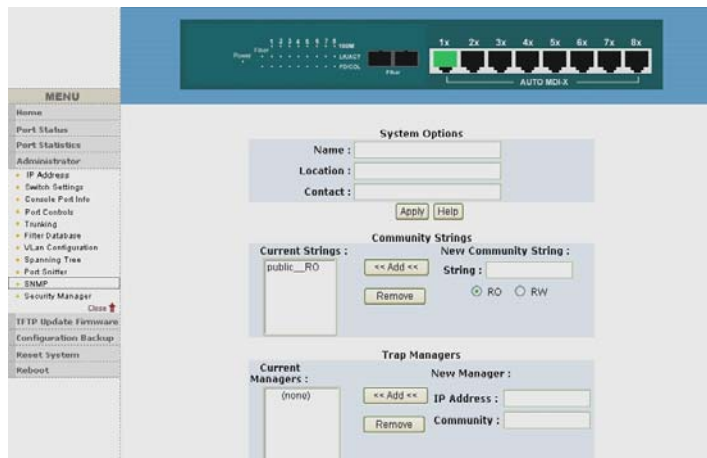 1 2 3 4 5 6 7 8
Fiber
100M
Power
LK/ACT
FD/COL
Fiber
1x 2x 3x 4x 5x 6x 7x 8x
AUTO MDI-X
MENU
Home
Port Status
Port Statistics
Administrator
IP Address
Switch Settings
Console Port Info
Port Controls
Trunking
Filter Database
VLan Configuration
Spanning Tree
Port Sniffer
SNMP
Security Manager
Close
TFTP Update Firmware
Configuration Backup
Reset System
Reboot
System Options
Name :
Location :
Contact :
Apply Help
Community Strings
Current Strings : New Community String :
public__RO
<< Add << String :
Remove RO RW
Trap Managers
Current Managers : New Manager :
(none)
<< Add << IP Address :
Remove Community :